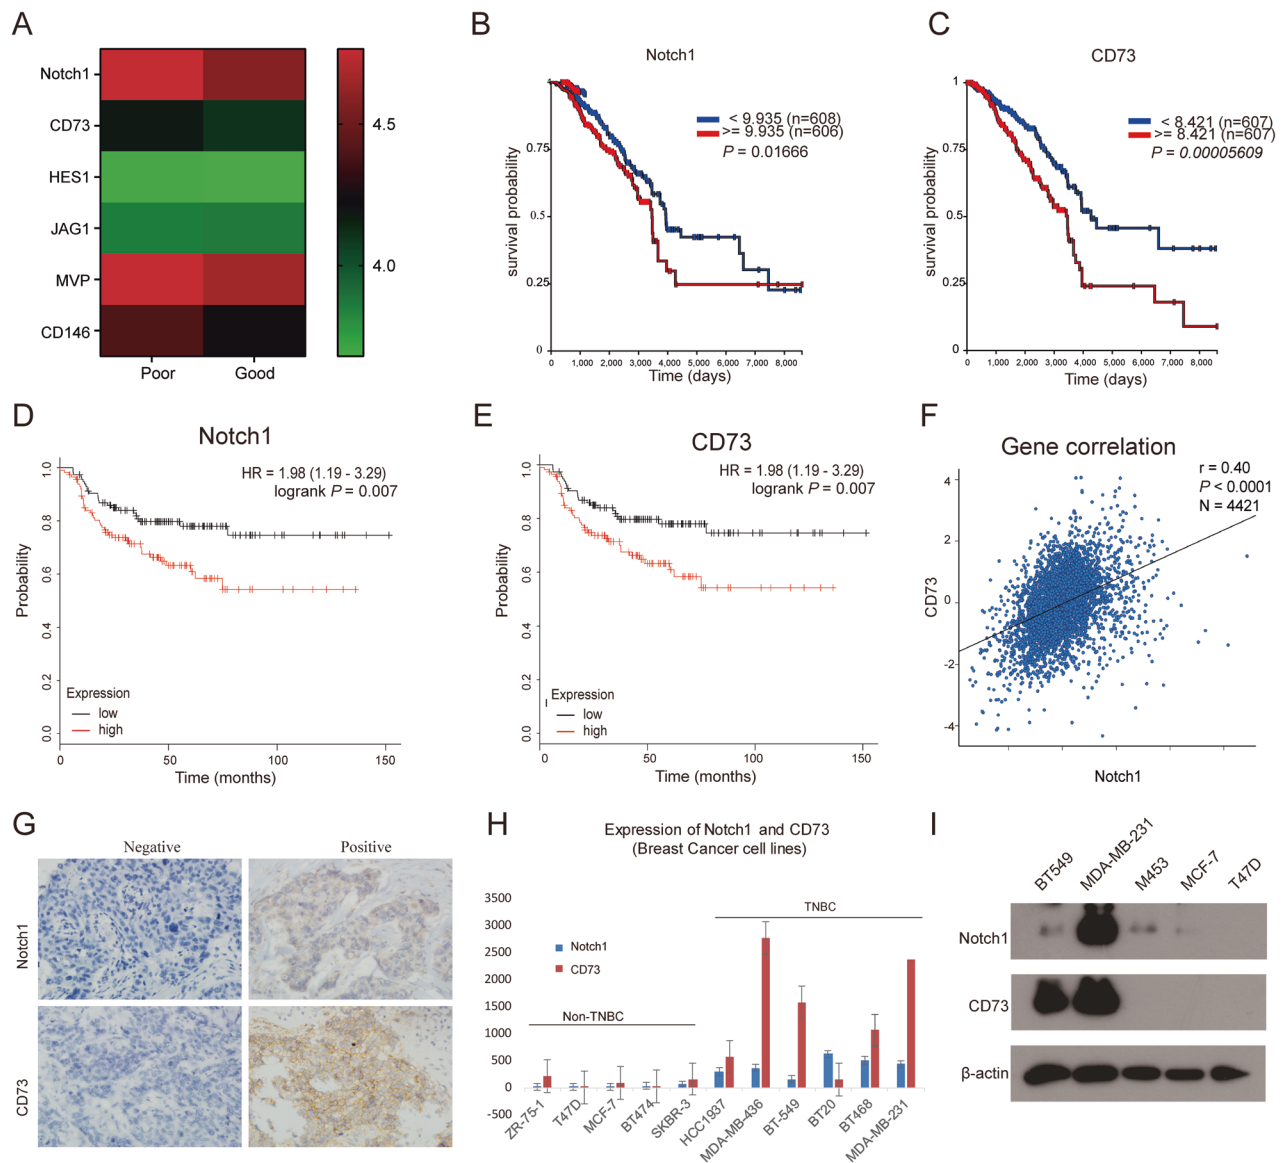 A
Notch1
CD73
HES1
JAG1
MVP
CD146
Poor
Good
4.5
4.0
B
Notch1
survival probability
1
0.75
0.5
0.25
0
< 9.935 (n=608)
>= 9.935 (n=606)
P = 0.01666
0 1,000 2,000 3,000 4,000 5,000 6,000 7,000 8,000
Time (days)
C
CD73
survival probability
1
0.75
0.5
0.25
0
< 8.421 (n=607)
>= 8.421 (n=607)
P = 0.00005609
0 1,000 2,000 3,000 4,000 5,000 6,000 7,000 8,000
Time (days)
D
Notch1
HR = 1.98 (1.19 - 3.29)
logrank P = 0.007
Probability
1.0
0.8
0.6
0.4
0.2
0.0
Expression
low
high
0 50 100 150
Time (months)
E
CD73
HR = 1.98 (1.19 - 3.29)
logrank P = 0.007
Probability
1.0
0.8
0.6
0.4
0.2
0.0
Expression
low
high
0 50 100 150
Time (months)
F
Gene correlation
r = 0.40
P < 0.0001
N = 4421
CD73
4
2
0
-2
-4
Notch1
G
Negative
Positive
Notch1
CD73
H
Expression of Notch1 and CD73
(Breast Cancer cell lines)
3500
3000
2500
2000
1500
1000
500
0
-500
Notch1
CD73
Non-TNBC
TNBC
ZR-75-1
T47D
MCF-7
BT474
SKBR-3
HCC1937
MDA-MB-436
BT-549
BT20
BT468
MDA-MB-231
I
BT549
MDA-MB-231
M453
MCF-7
T47D
Notch1
CD73
β-actin